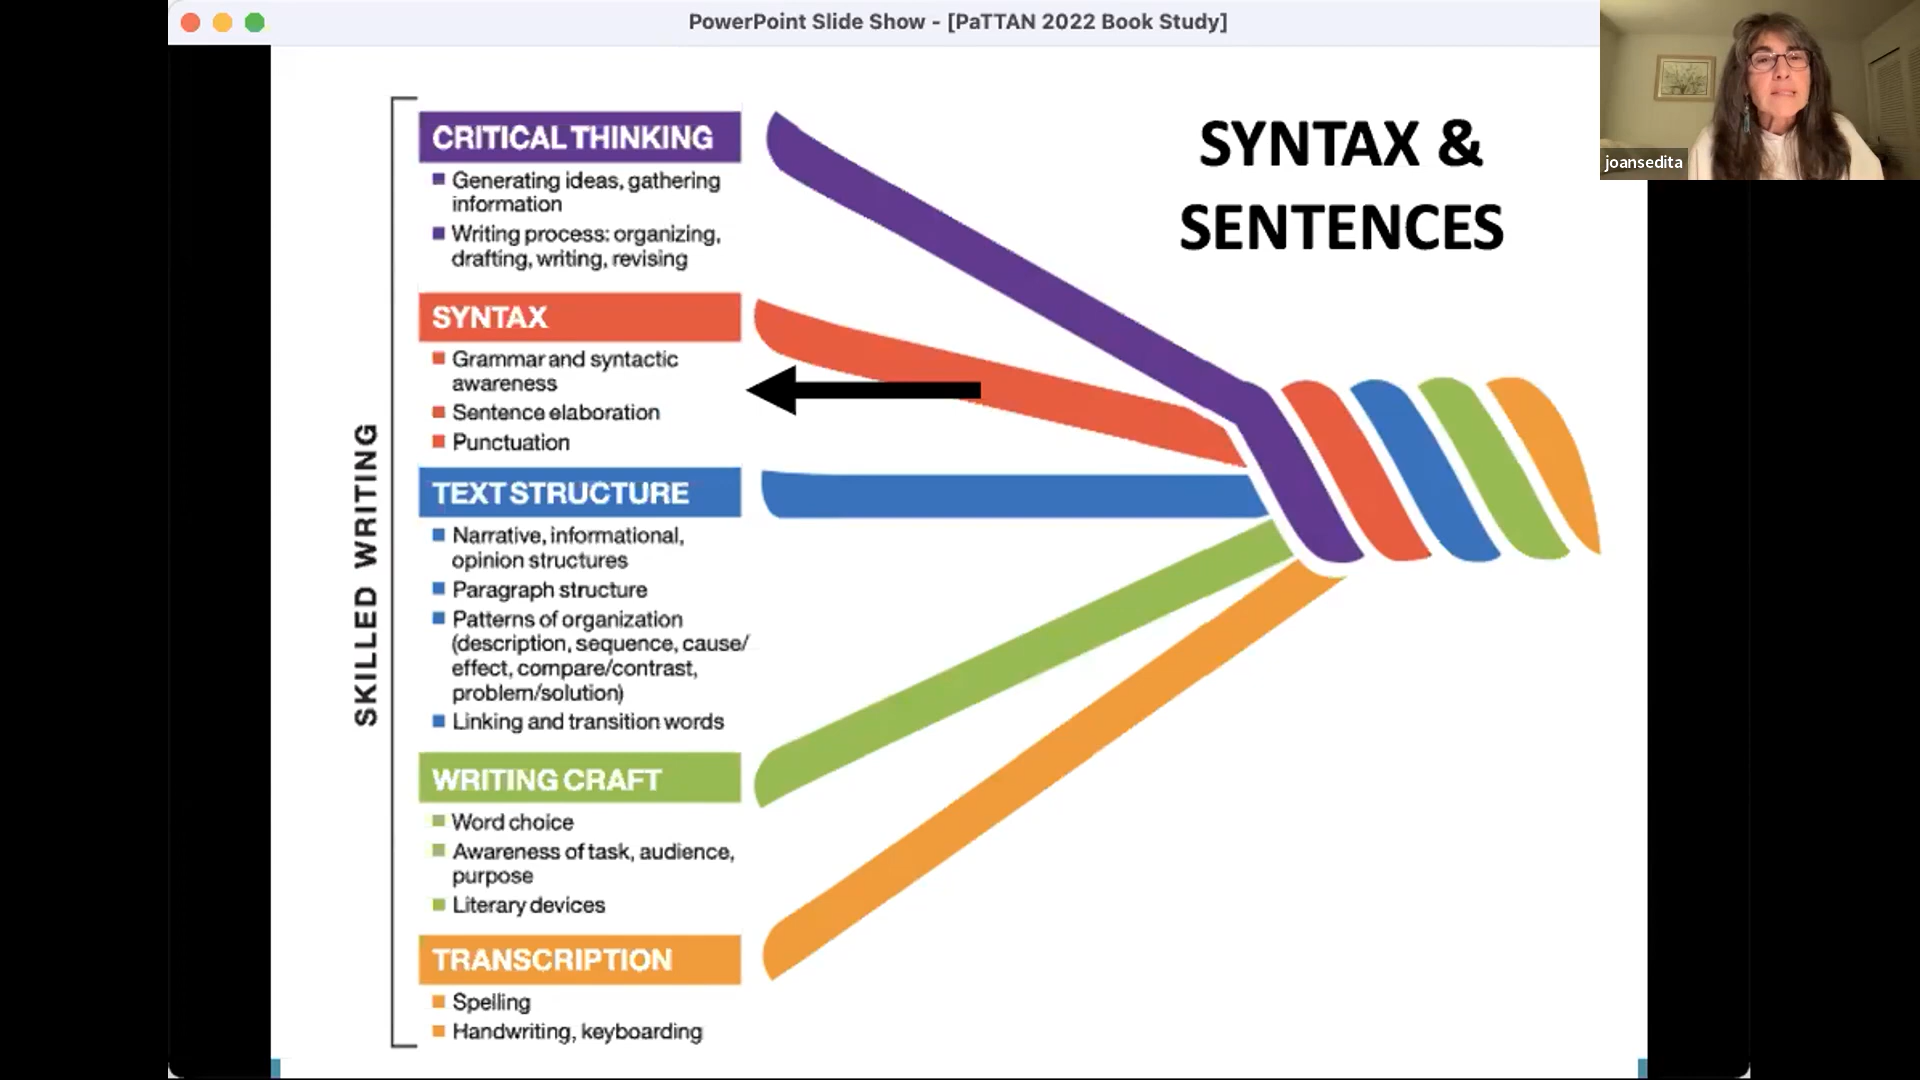 PowerPoint Slide Show - [PaTTAN 2022 Book Study]
joansedita
SYNTAX &
SENTENCES
SKILLED WRITING
CRITICAL THINKING
Generating ideas, gathering
information
Writing process: organizing,
drafting, writing, revising
SYNTAX
Grammar and syntactic
awareness
Sentence elaboration
Punctuation
TEXT STRUCTURE
Narrative, informational,
opinion structures
Paragraph structure
Patterns of organization
(description, sequence, cause/
effect, compare/contrast,
problem/solution)
Linking and transition words
WRITING CRAFT
Word choice
Awareness of task, audience,
purpose
Literary devices
TRANSCRIPTION
Spelling
Handwriting, keyboarding